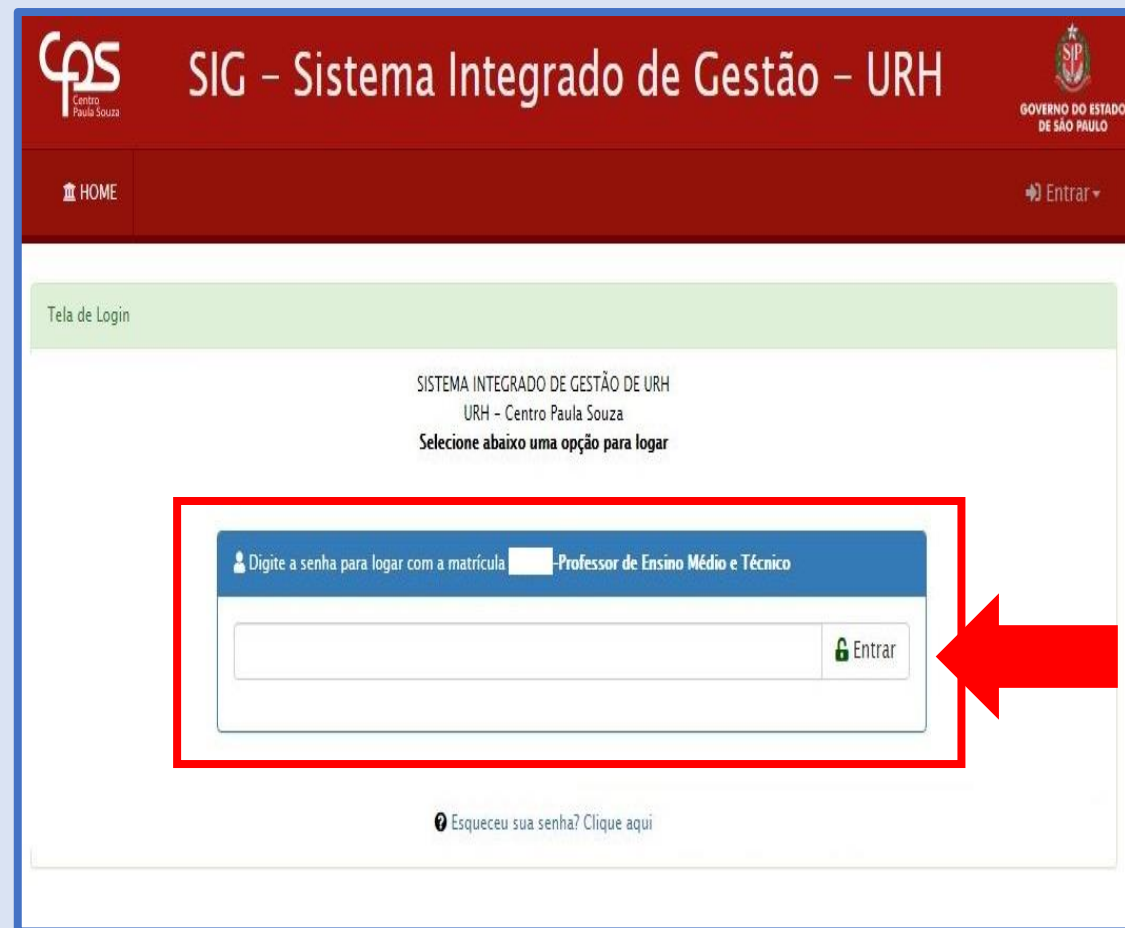 CPS
Centro
Paula Souza
SIG – Sistema Integrado de Gestão – URH
SP
GOVERNO DO ESTADO
DE SÃO PAULO
HOME
Entrar
Tela de Login
SISTEMA INTEGRADO DE GESTÃO DE URH
URH – Centro Paula Souza
Selecione abaixo uma opção para logar
Digite a senha para logar com a matrícula -Professor de Ensino Médio e Técnico
Entrar
Esqueceu sua senha? Clique aqui